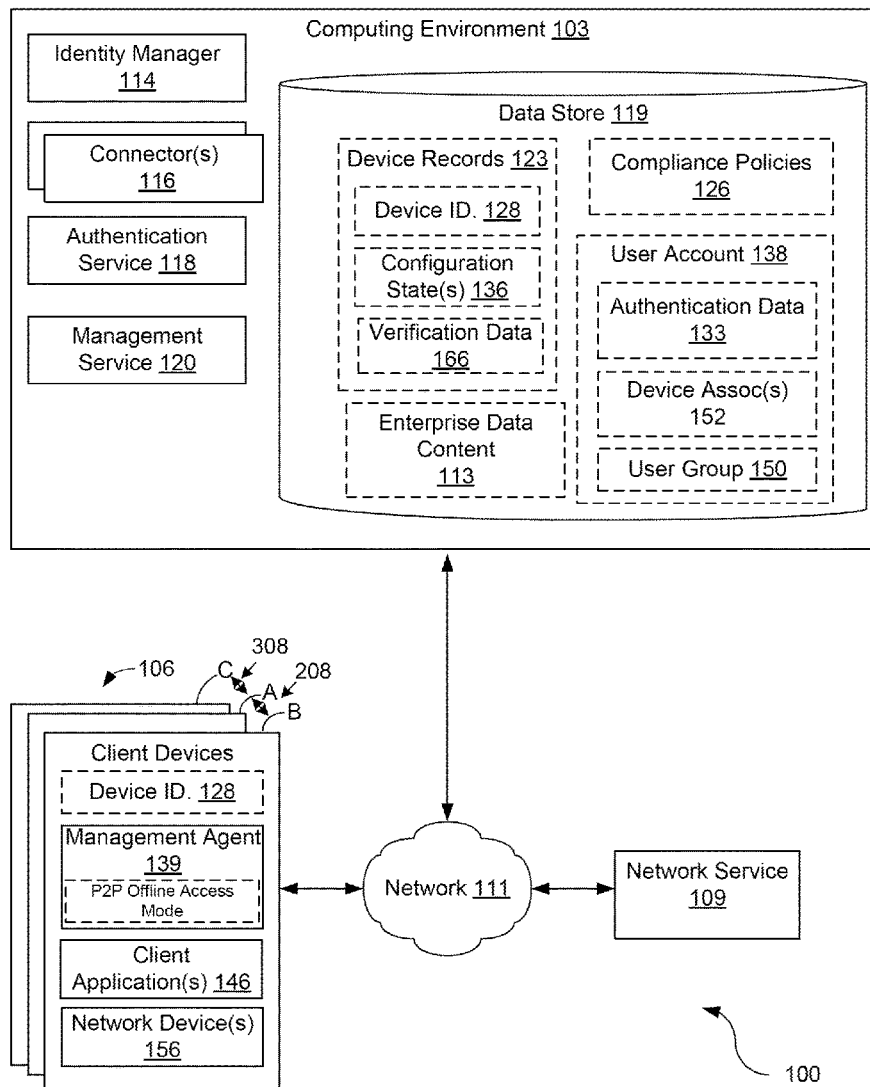 Computing Environment 103
Identity Manager
114
Connector(s)
116
Authentication
Service 118
Management
Service 120
Data Store 119
Device Records 123
Device ID. 128
Configuration
State(s) 136
Verification Data
166
Enterprise Data
Content
113
Compliance Policies
126
User Account 138
Authentication Data
133
Device Assoc(s)
152
User Group 150
106
C
308
A
208
B
Client Devices
Device ID. 128
Management Agent
139
P2P Offline Access
Mode
Client
Application(s) 146
Network Device(s)
156
Network 111
Network Service
109
100